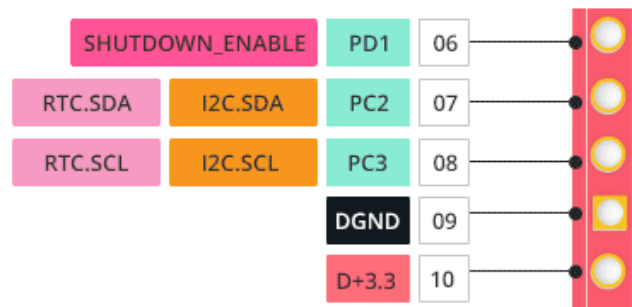 SHUTDOWN_ENABLE PD1 06
RTC.SDA I2C.SDA PC2 07
RTC.SCL I2C.SCL PC3 08
DGND 09
D+3.3 10